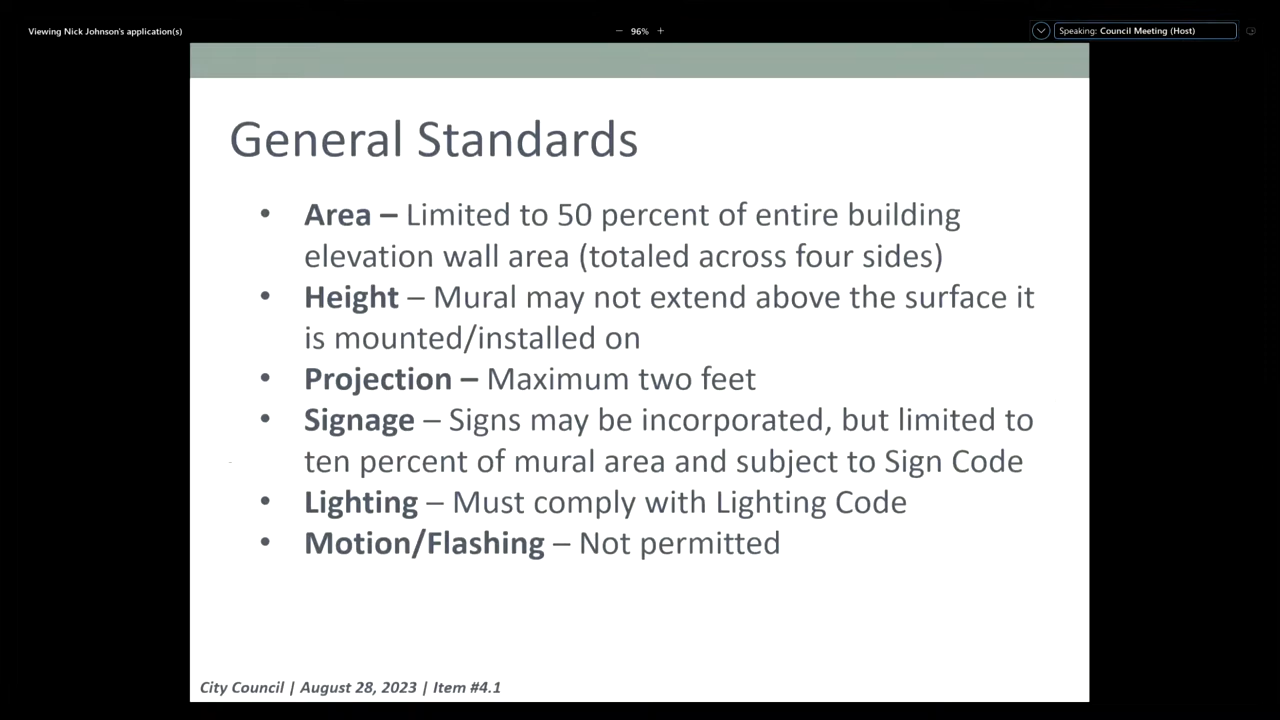 Viewing Nick Johnson's application(s)
− 96% +
Speaking: Council Meeting (Host)
General Standards
• Area – Limited to 50 percent of entire building
elevation wall area (totaled across four sides)
• Height – Mural may not extend above the surface it
is mounted/installed on
• Projection – Maximum two feet
• Signage – Signs may be incorporated, but limited to
ten percent of mural area and subject to Sign Code
• Lighting – Must comply with Lighting Code
• Motion/Flashing – Not permitted
City Council | August 28, 2023 | Item #4.1